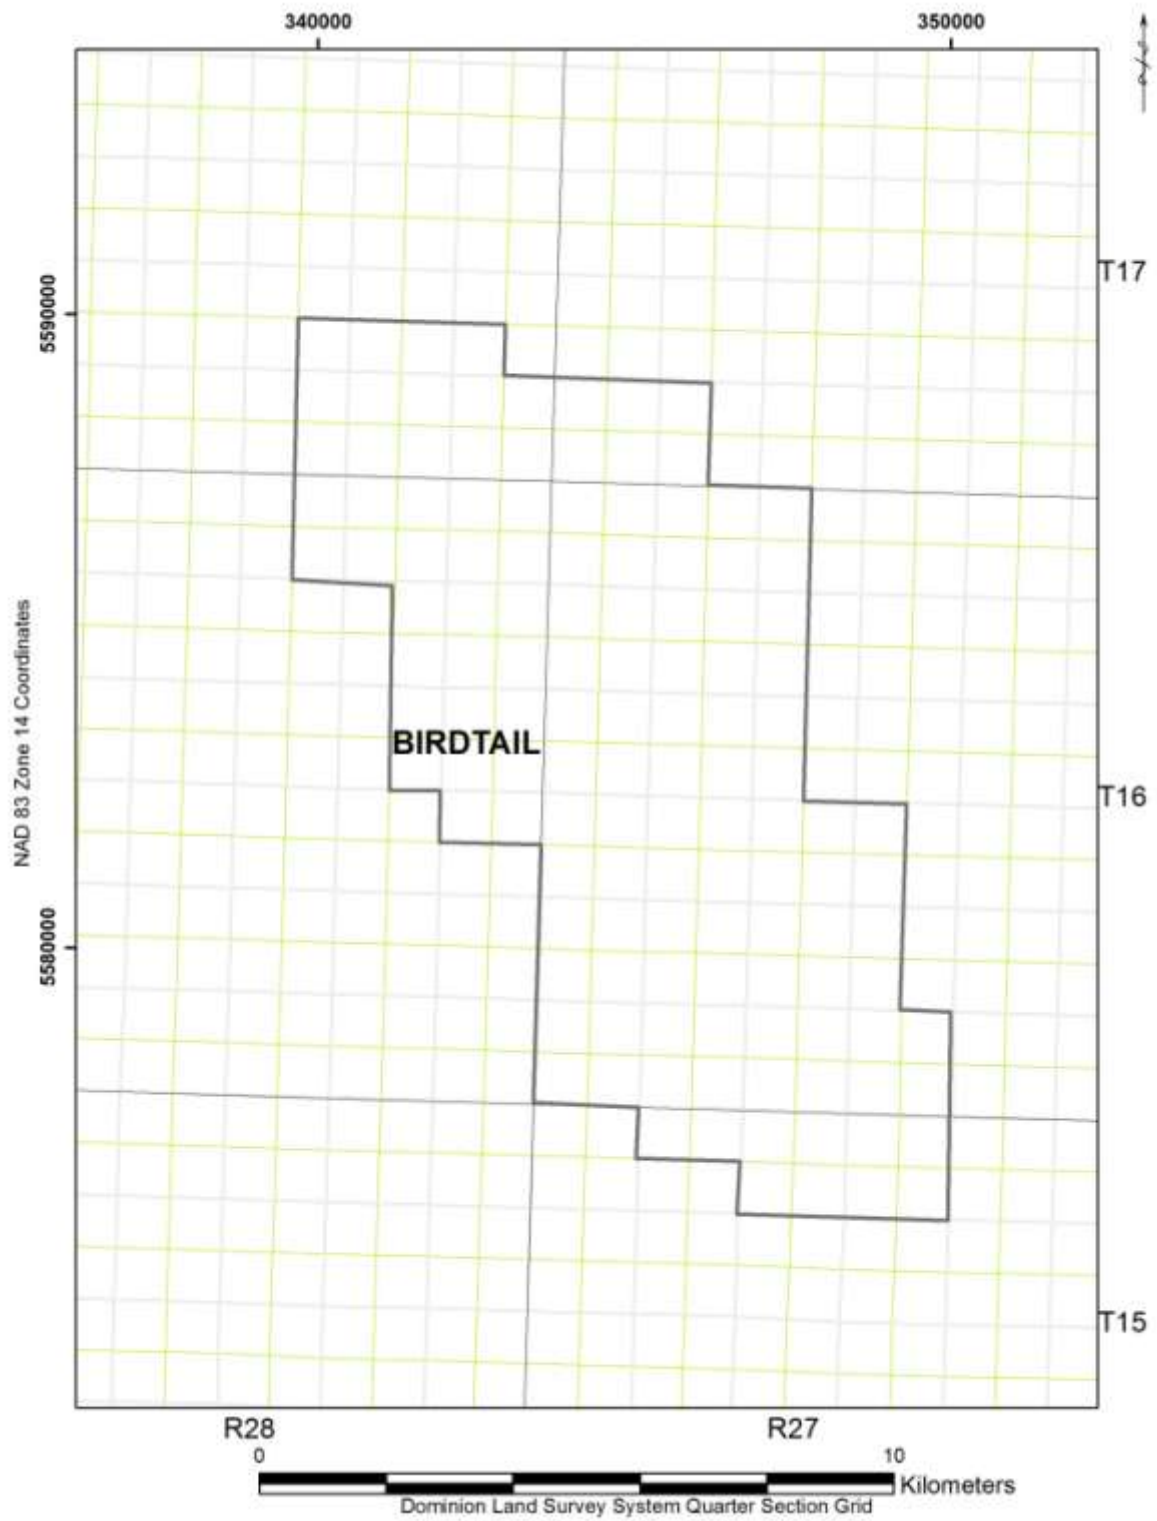 340000
350000
T17
5590000
NAD 83 Zone 14 Coordinates
BIRDTAIL
T16
5580000
T15
R28
R27
0
10
Kilometers
Dominion Land Survey System Quarter Section Grid